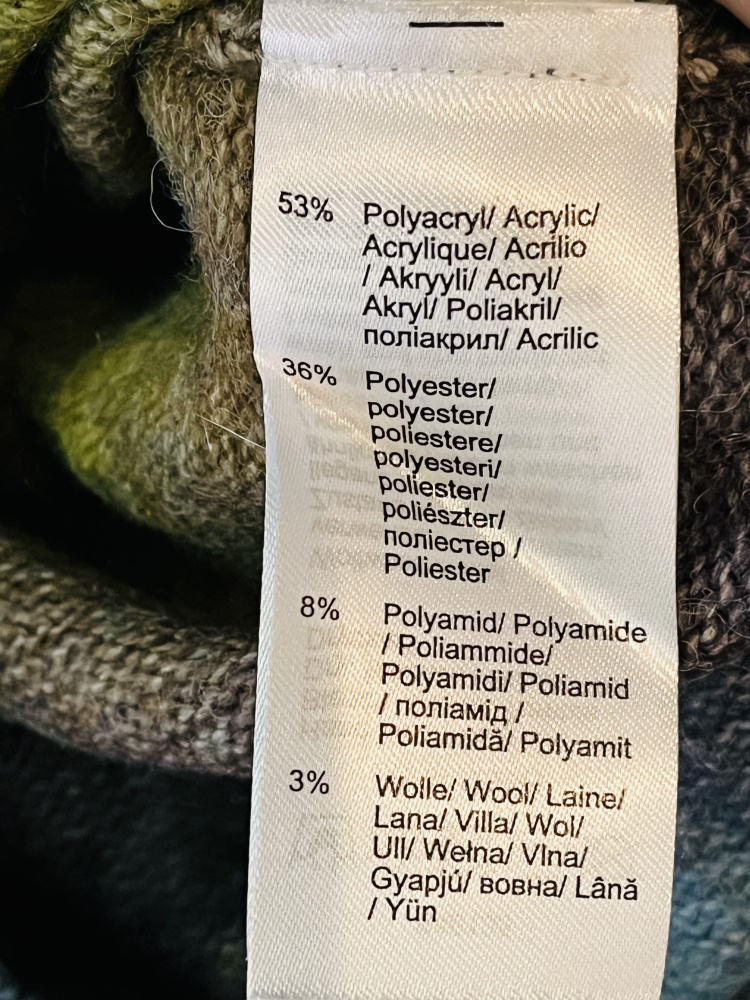 53% Polyacryl/ Acrylic/
Acrylique/ Acrilio
/ Akryyli/ Acryl/
Akryl/ Poliakril/
поліакрил/ Acrilic
36% Polyester/
polyester/
poliestere/
polyesteri/
poliester/
poliészter/
поліестер /
Poliester
8% Polyamid/ Polyamide
/ Poliammide/
Polyamidi/ Poliamid
/ поліамід /
Poliamidă/ Polyamit
3% Wolle/ Wool/ Laine/
Lana/ Villa/ Wol/
Ull/ Wełna/ Vlna/
Gyapjú/ вовна/ Lână
/ Yün